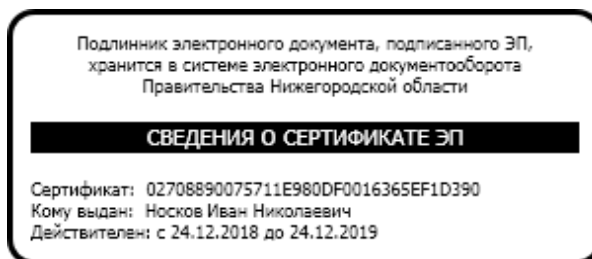 Подлинник электронного документа, подписанного ЭП,
хранится в системе электронного документооборота
Правительства Нижегородской области
СВЕДЕНИЯ О СЕРТИФИКАТЕ ЭП
Сертификат: 02708890075711E980DF0016365EF1D390
Кому выдан: Носков Иван Николаевич
Действителен: с 24.12.2018 до 24.12.2019